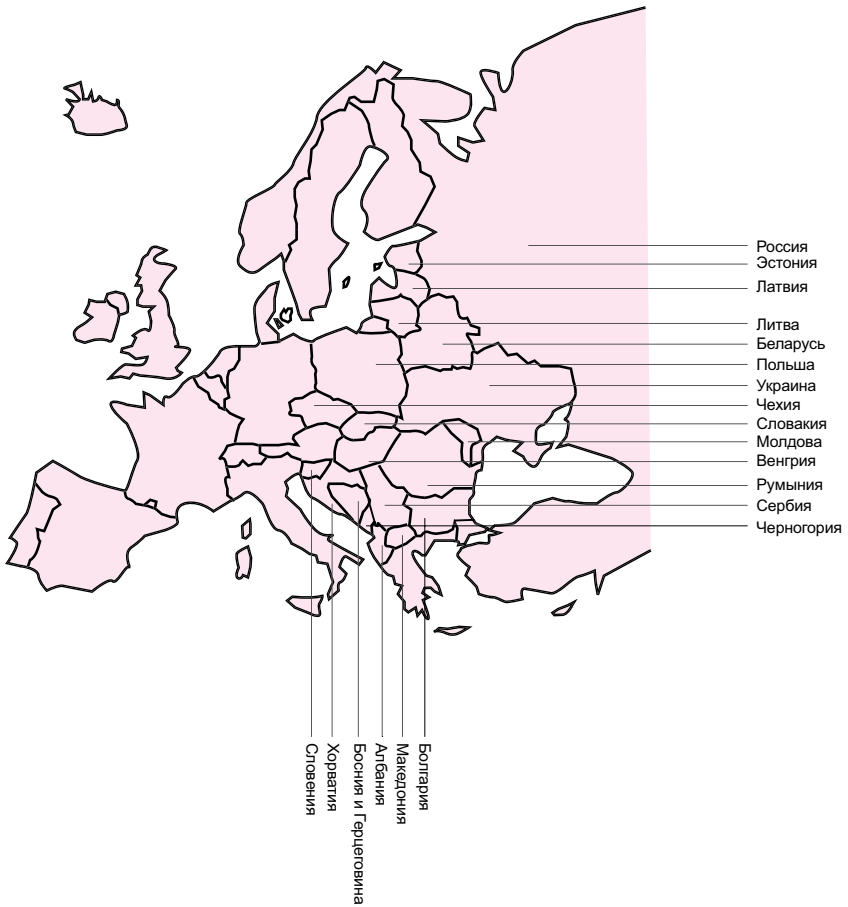 Россия
Эстония
Латвия
Литва
Беларусь
Польша
Украина
Чехия
Словакия
Молдова
Венгрия
Румыния
Сербия
Черногория
Словения
Хорватия
Босния и Герцеговина
Албания
Македония
Болгария